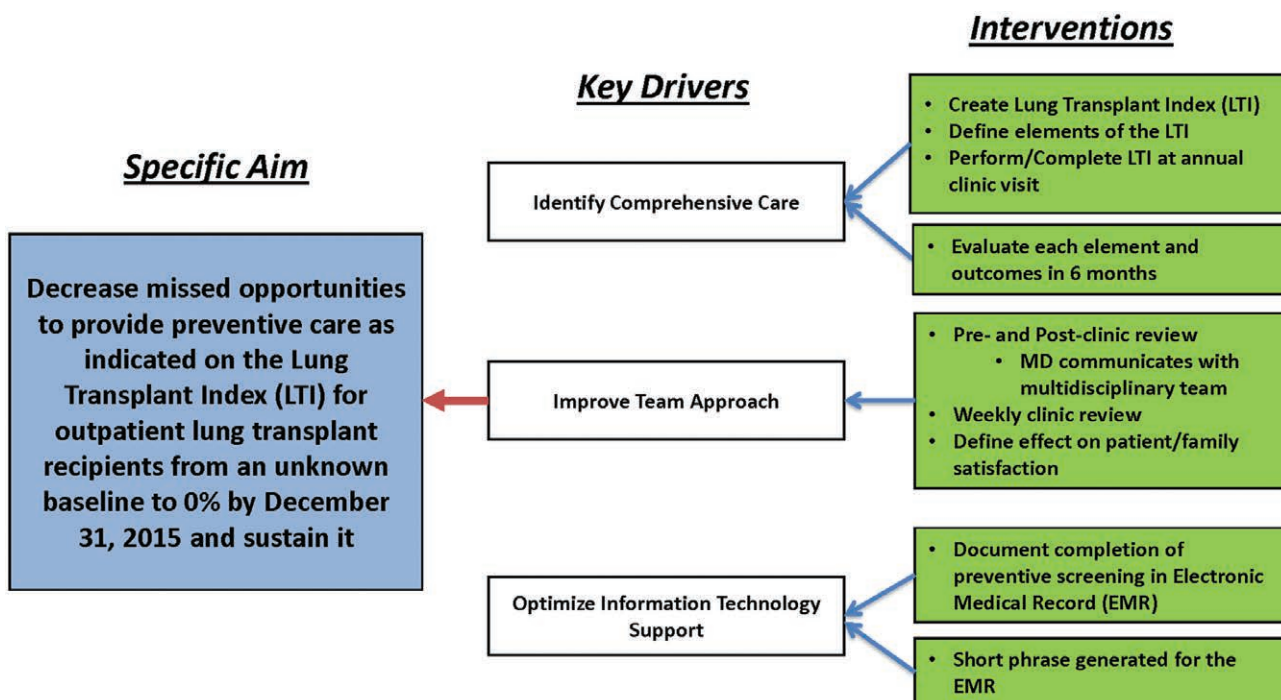 Specific Aim
Decrease missed opportunities
to provide preventive care as
indicated on the Lung
Transplant Index (LTI) for
outpatient lung transplant
recipients from an unknown
baseline to 0% by December
31, 2015 and sustain it
Key Drivers
Identify Comprehensive Care
Improve Team Approach
Optimize Information Technology
Support
Interventions
• Create Lung Transplant Index (LTI)
• Define elements of the LTI
• Perform/Complete LTI at annual
clinic visit
• Evaluate each element and
outcomes in 6 months
• Pre- and Post-clinic review
• MD communicates with
multidisciplinary team
• Weekly clinic review
• Define effect on patient/family
satisfaction
• Document completion of
preventive screening in Electronic
Medical Record (EMR)
• Short phrase generated for the
EMR